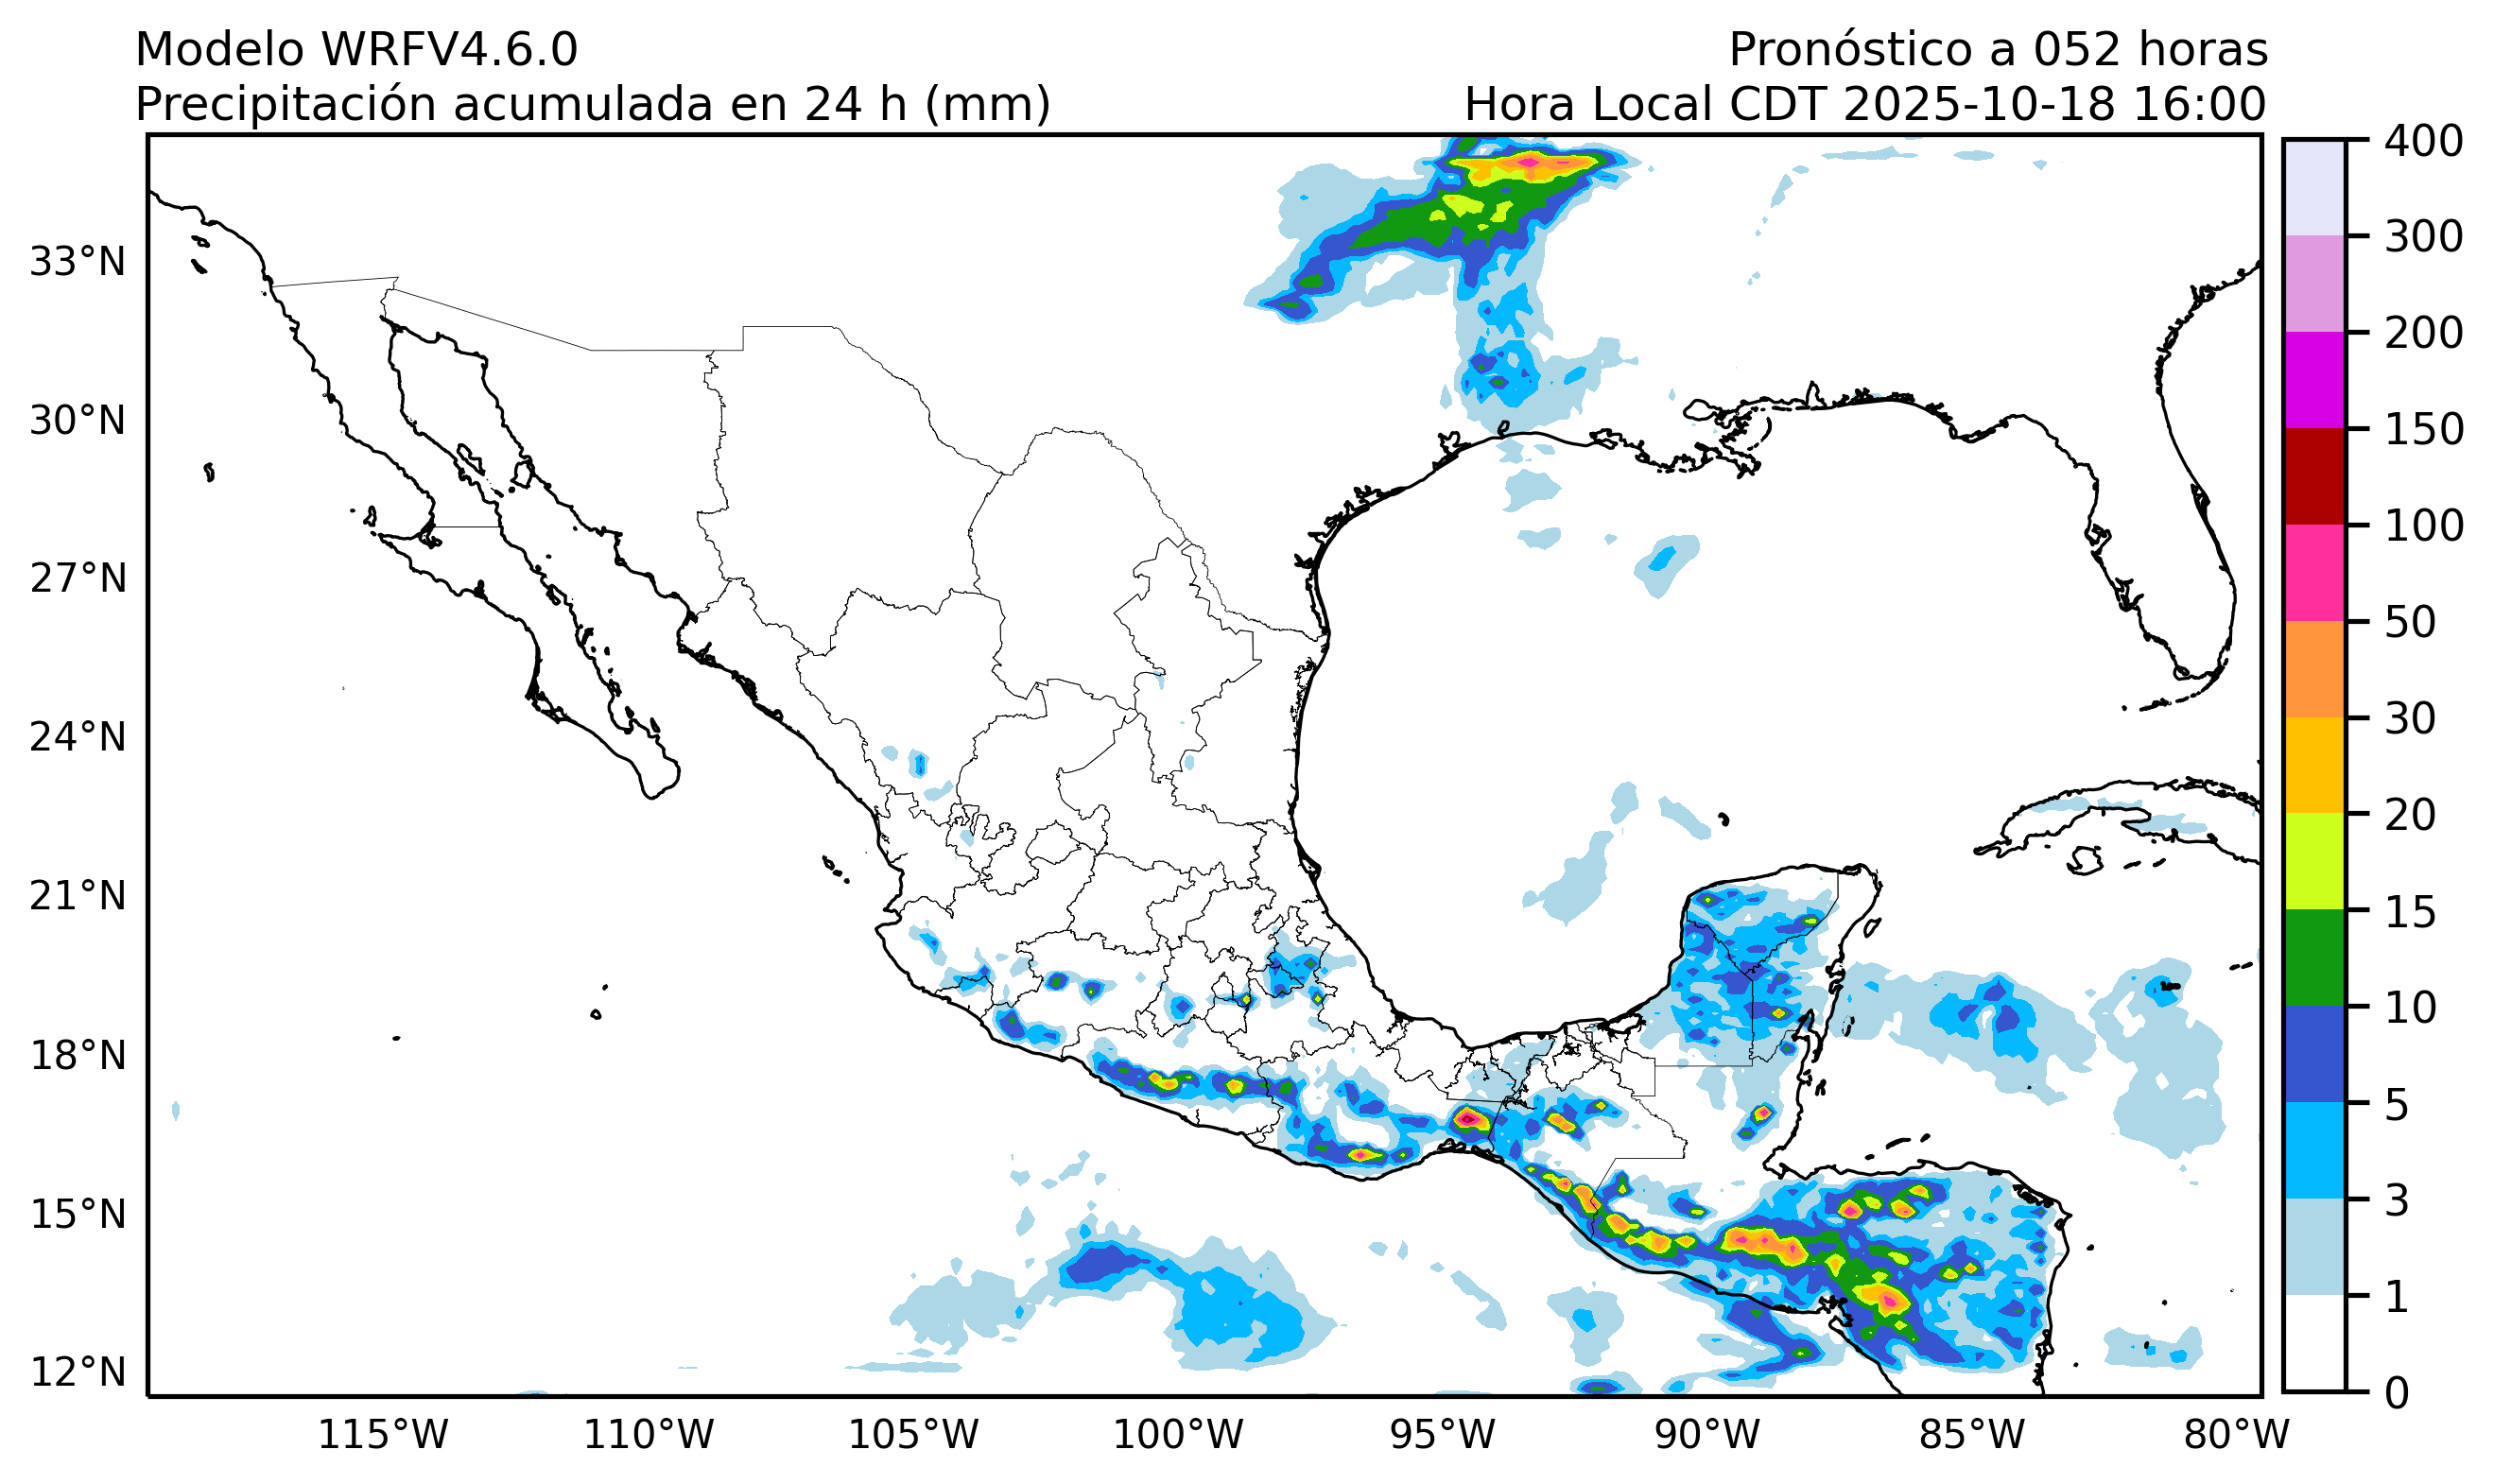 Modelo WRFV4.6.0
Pronóstico a 052 horas
Precipitación acumulada en 24 h (mm)
Hora Local CDT 2025-10-18 16:00
33°N
30°N
27°N
24°N
21°N
18°N
15°N
12°N
115°W
110°W
105°W
100°W
95°W
90°W
85°W
80°W
400
300
200
150
100
50
30
20
15
10
5
3
1
0